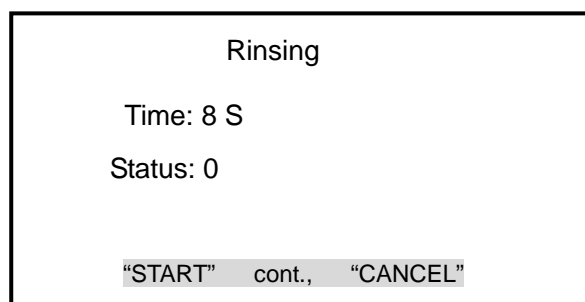 Rinsing
Time: 8 S
Status: 0
“START” cont., “CANCEL”